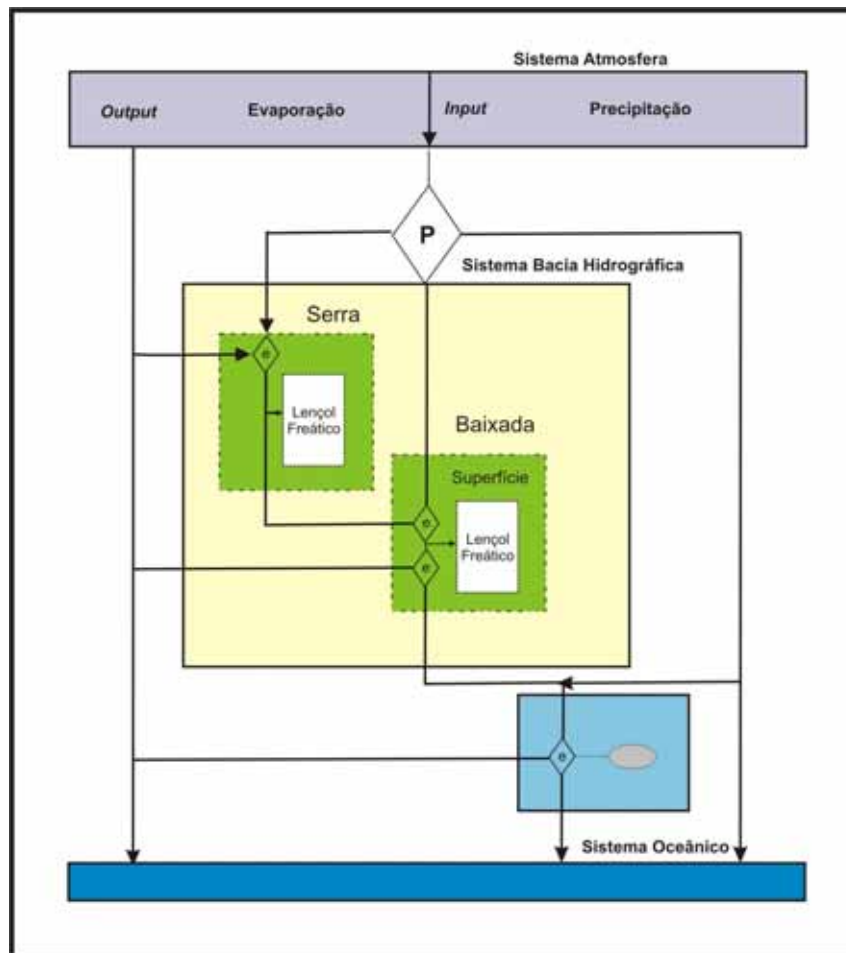 Sistema Atmosfera
Output Evaporação Input Precipitação
P
Sistema Bacia Hidrográfica
Serra
e
Lençol
Freático
Baixada
Superfície
e
Lençol
Freático
e
e
Sistema Oceânico